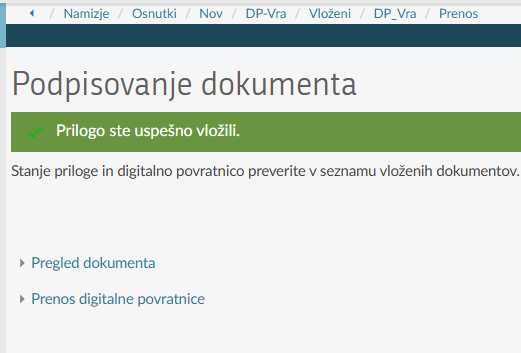 Namizje / Osnutki / Nov / DP-Vra / Vloženi / DP_Vra / Prenos
Podpisovanje dokumenta
Prilogo ste uspešno vložili.
Stanje priloge in digitalno povratnico preverite v seznamu vloženih dokumentov.
Pregled dokumenta
Prenos digitalne povratnice